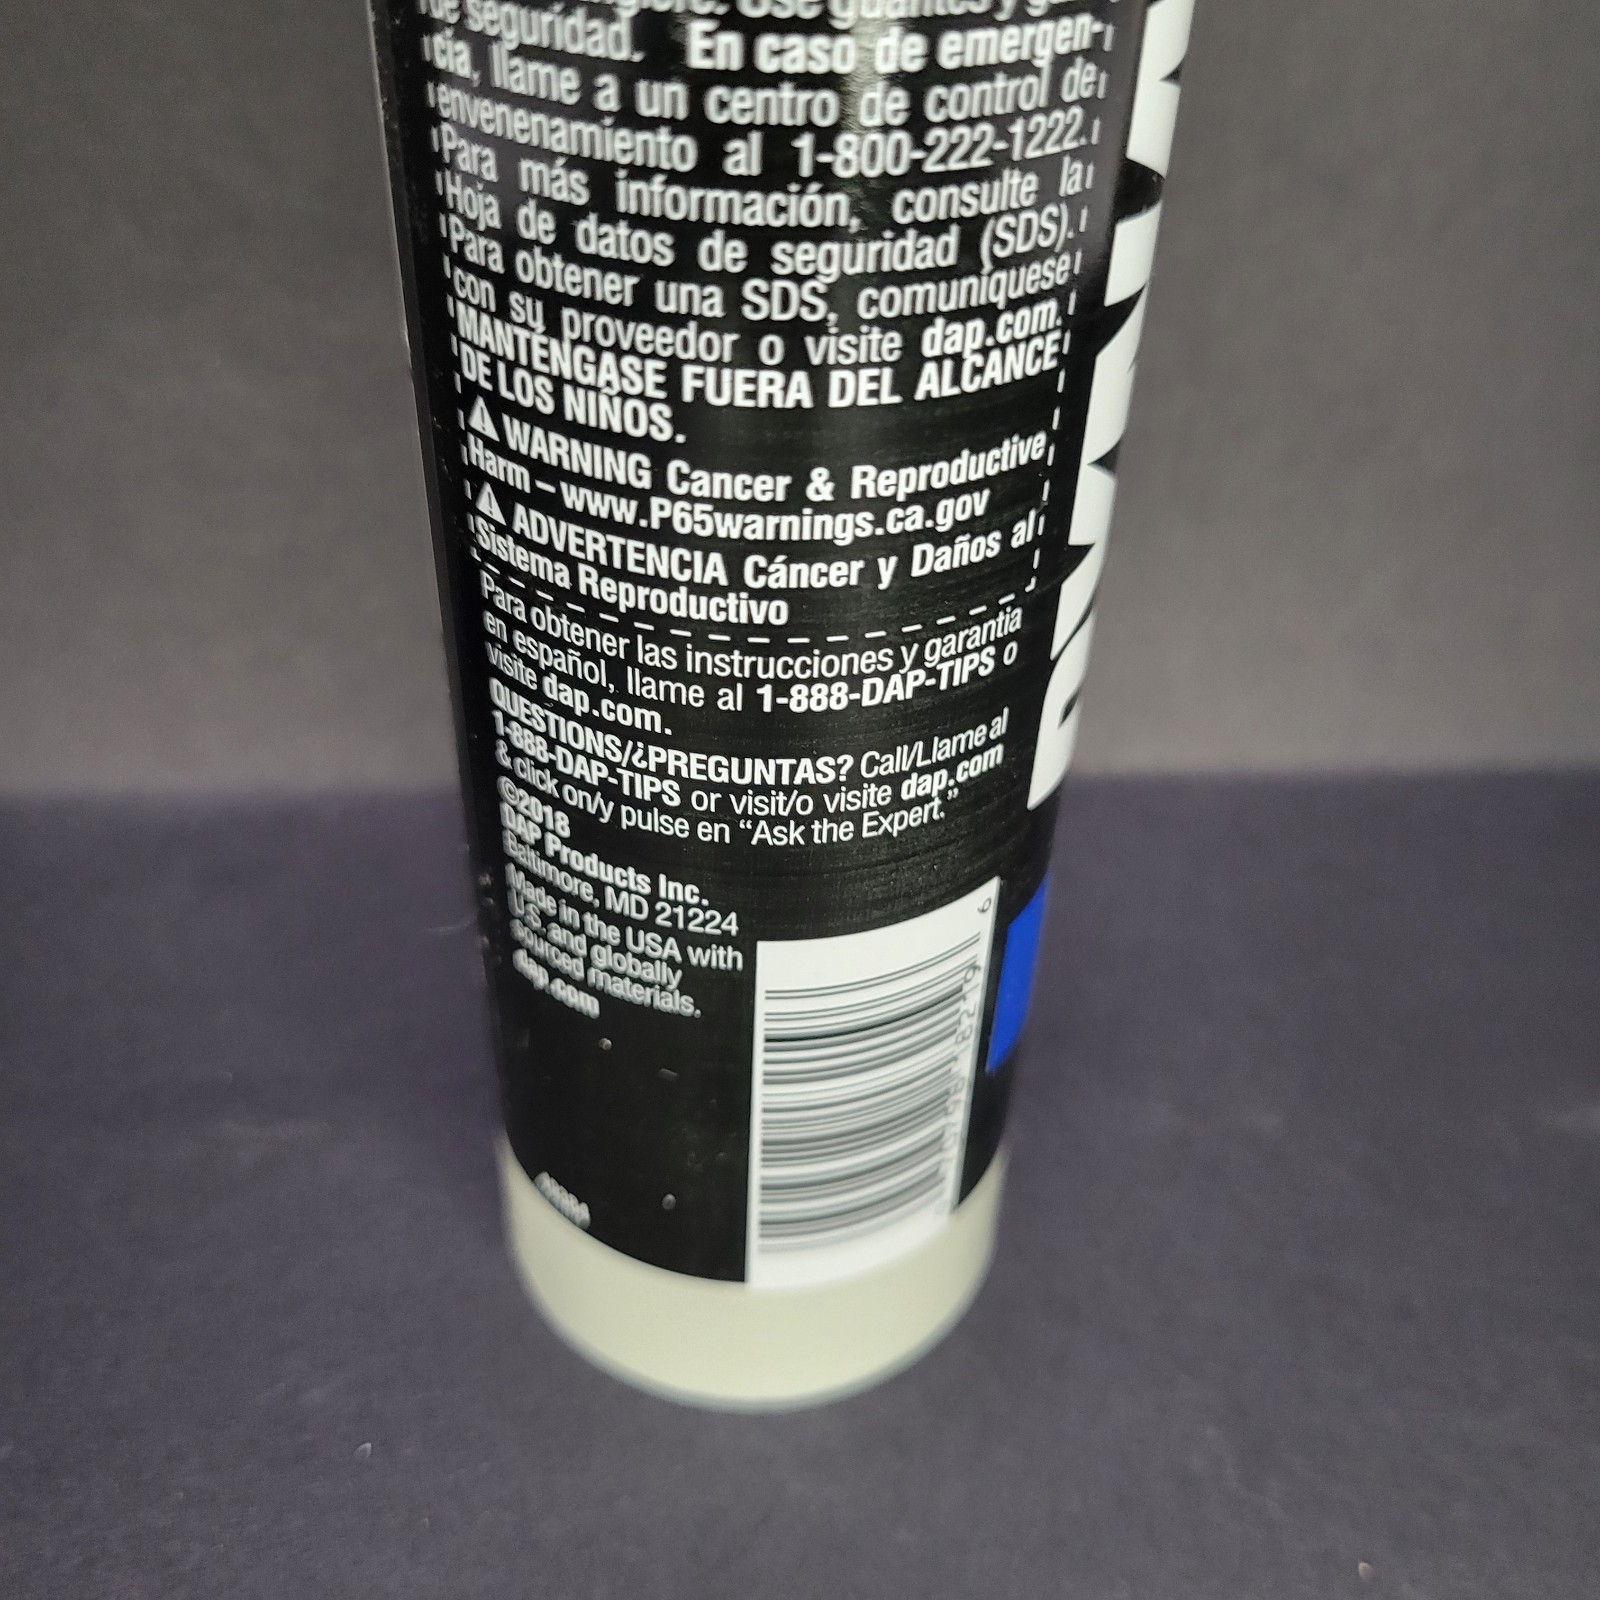 Use guantes y
de seguridad. En caso de emergen-
cia, llame a un centro de control de
envenenamiento al 1-800-222-1222.
Para más información, consulte la
Hoja de datos de seguridad (SDS).
Para obtener una SDS, comuníquese
con su proveedor o visite dap.com.
MANTÉNGASE FUERA DEL ALCANCE
DE LOS NIÑOS.
WARNING Cancer & Reproductive
Harm – www.P65warnings.ca.gov
ADVERTENCIA Cáncer y Daños al
Sistema Reproductivo
Para obtener las instrucciones y garantia
en español, llame al 1-888-DAP-TIPS o
visite dap.com.
QUESTIONS/¿PREGUNTAS? Call/Llame al
1-888-DAP-TIPS or visit/o visite dap.com
& click on/y pulse en “Ask the Expert.”
©2018
DAP Products Inc.
Baltimore, MD 21224
Made in the USA with
U.S. and globally
sourced materials.
dap.com
6